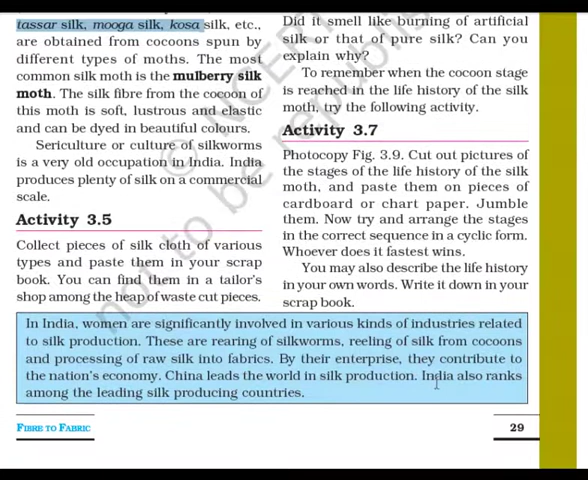 tassar silk, mooga silk, kosa silk, etc.,
are obtained from cocoons spun by
different types of moths. The most
common silk moth is the mulberry silk
moth. The silk fibre from the cocoon of
this moth is soft, lustrous and elastic
and can be dyed in beautiful colours.
Sericulture or culture of silkworms
is a very old occupation in India. India
produces plenty of silk on a commercial
scale.
Activity 3.5
Collect pieces of silk cloth of various
types and paste them in your scrap
book. You can find them in a tailor's
shop among the heap of waste cut pieces.
Did it smell like burning of artificial
silk or that of pure silk? Can you
explain why?
To remember when the cocoon stage
is reached in the life history of the silk
moth, try the following activity.
Activity 3.7
Photocopy Fig. 3.9. Cut out pictures of
the stages of the life history of the silk
moth, and paste them on pieces of
cardboard or chart paper. Jumble
them. Now try and arrange the stages
in the correct sequence in a cyclic form.
Whoever does it fastest wins.
You may also describe the life history
in your own words. Write it down in your
scrap book.
In India, women are significantly involved in various kinds of industries related
to silk production. These are rearing of silkworms, reeling of silk from cocoons
and processing of raw silk into fabrics. By their enterprise, they contribute to
the nation's economy. China leads the world in silk production. India also ranks
among the leading silk producing countries.
FIBRE TO FABRIC
29
© NCERT
not to be republis